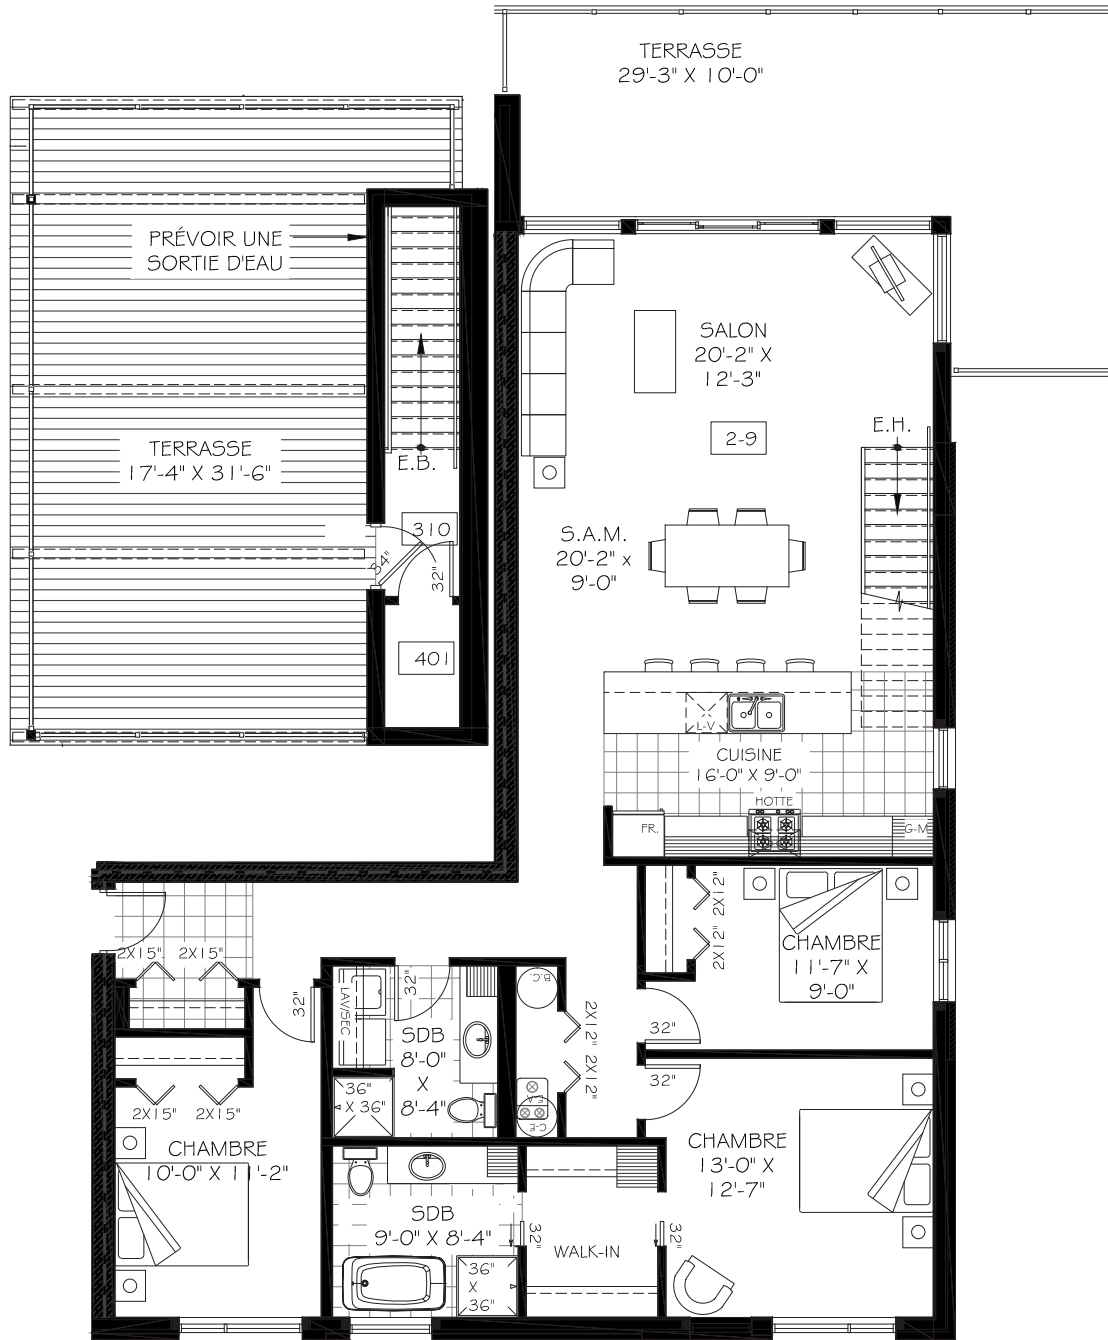 TERRASSE
29'-3" X 10'-0"
PRÉVOIR UNE
SORTIE D'EAU
SALON
20'-2" X
12'-3"
2-9
E.H.
TERRASSE
17'-4" X 31'-6"
E.B.
310
34"
32"
401
S.A.M.
20'-2" x
9'-0"
L-V
CUISINE
16'-0" X 9'-0"
HOTTE
FR.
G-M
2X12"
2X12"
CHAMBRE
11'-7" X
9'-0"
2X15"
2X15"
32"
LAV/SEC
32"
SDB
8'-0"
X
8'-4"
36"
X 36"
B.C.
2X12"
2X12"
E.V.
C-E
32"
32"
2X15"
2X15"
CHAMBRE
10'-0" X 11'-2"
CHAMBRE
13'-0" X
12'-7"
SDB
9'-0" X 8'-4"
32"
WALK-IN
32"
36"
X
36"